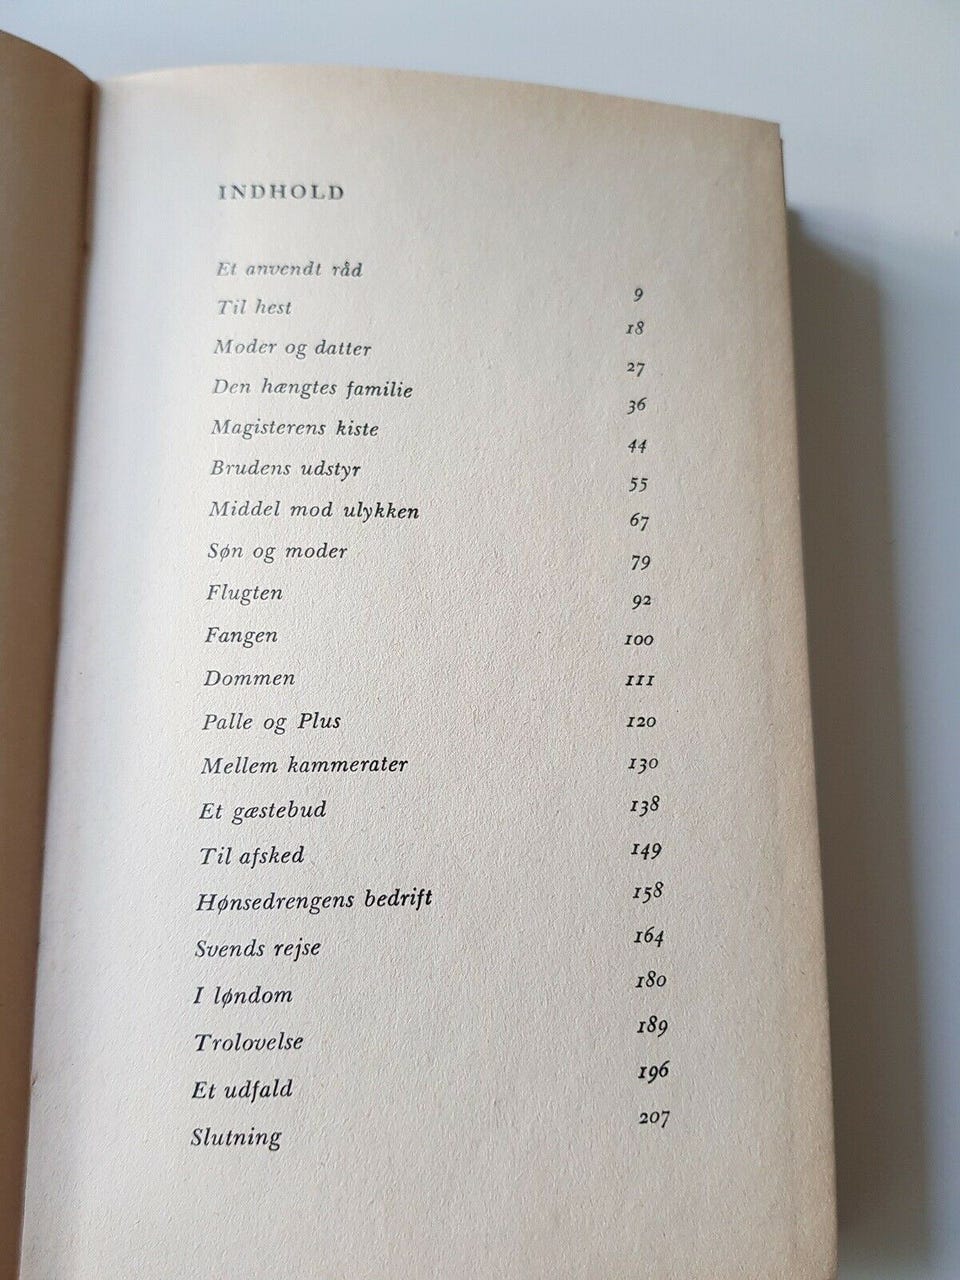 INDHOLD
Et anvendt råd 9
Til hest 18
Moder og datter 27
Den hængtes familie 36
Magisterens kiste 44
Brudens udstyr 55
Middel mod ulykken 67
Søn og moder 79
Flugten 92
Fangen 100
Dommen 111
Palle og Plus 120
Mellem kammerater 130
Et gæstebud 138
Til afsked 149
Hønsedrengens bedrift 158
Svends rejse 164
I løndom 180
Trolovelse 189
Et udfald 196
Slutning 207